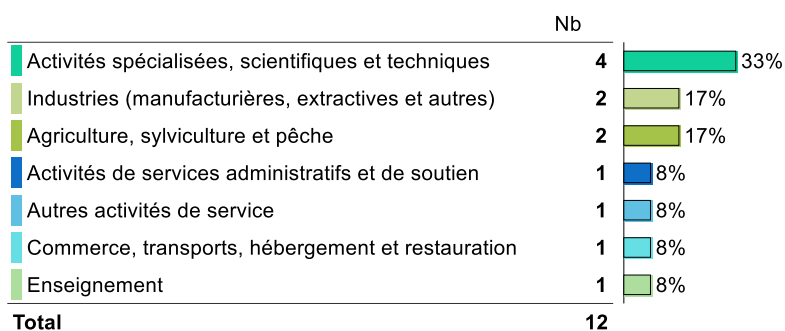 Nb
Activités spécialisées, scientifiques et techniques 4 33%
Industries (manufacturières, extractives et autres) 2 17%
Agriculture, sylviculture et pêche 2 17%
Activités de services administratifs et de soutien 1 8%
Autres activités de service 1 8%
Commerce, transports, hébergement et restauration 1 8%
Enseignement 1 8%
Total 12